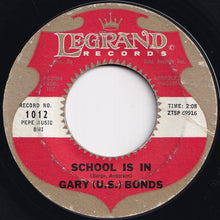 LEGRAND
RECORDS
RECORD NO.
1012
PEPE MUSIC
BMI
TIME: 2:08
ZTSP 69916
SCHOOL IS IN
(Barge, Anderson)
GARY (U.S.) BONDS